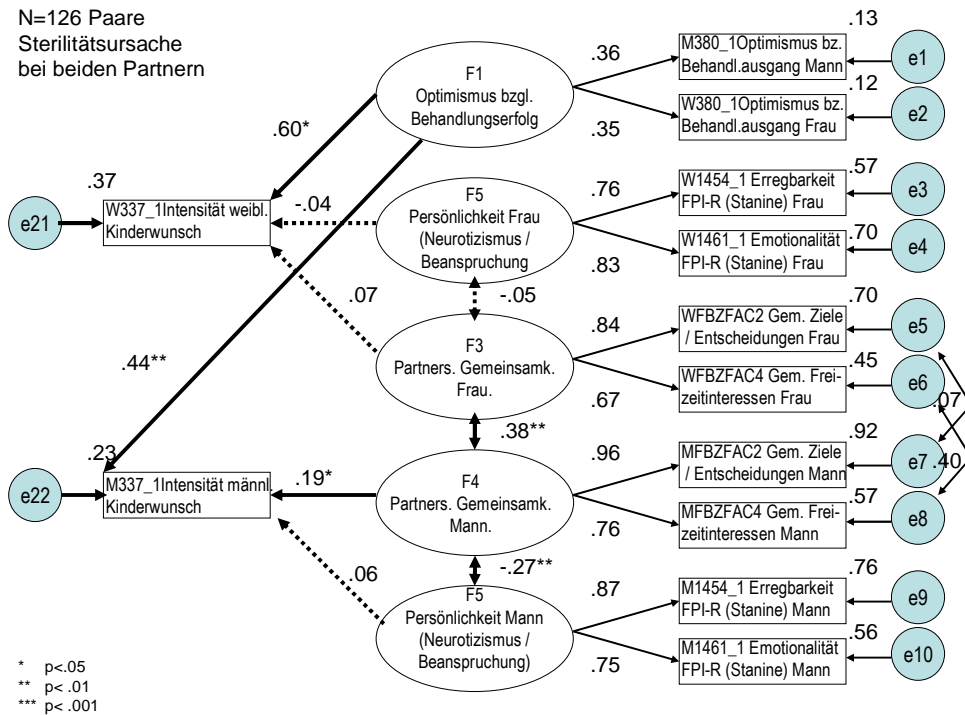 N=126 Paare
Sterilitätsursache
bei beiden Partnern
F1
Optimismus bzgl.
Behandlungserfolg
.36
.35
M380_1Optimismus bz.
Behandl.ausgang Mann
.13
e1
W380_1Optimismus bz.
Behandl.ausgang Frau
.12
e2
.60*
.37
e21
W337_1Intensität weibl.
Kinderwunsch
-.04
F5
Persönlichkeit Frau
(Neurotizismus /
Beanspruchung
.76
.83
W1454_1 Erregbarkeit
FPI-R (Stanine) Frau
.57
e3
W1461_1 Emotionalität
FPI-R (Stanine) Frau
.70
e4
.07
-.05
F3
Partners. Gemeinsamk.
Frau.
.84
.67
WFBZFAC2 Gem. Ziele
/ Entscheidungen Frau
.70
e5
WFBZFAC4 Gem. Frei-
zeitinteressen Frau
.45
e6
.07
.44**
.38**
.23
e22
M337_1Intensität männl.
Kinderwunsch
.19*
F4
Partners. Gemeinsamk.
Mann.
.96
.76
MFBZFAC2 Gem. Ziele
/ Entscheidungen Mann
.92
e7
.40
MFBZFAC4 Gem. Frei-
zeitinteressen Mann
.57
e8
.06
-.27**
F5
Persönlichkeit Mann
(Neurotizismus /
Beanspruchung)
.87
.75
M1454_1 Erregbarkeit
FPI-R (Stanine) Mann
.76
e9
M1461_1 Emotionalität
FPI-R (Stanine) Mann
.56
e10
* p<.05
** p< .01
*** p< .001